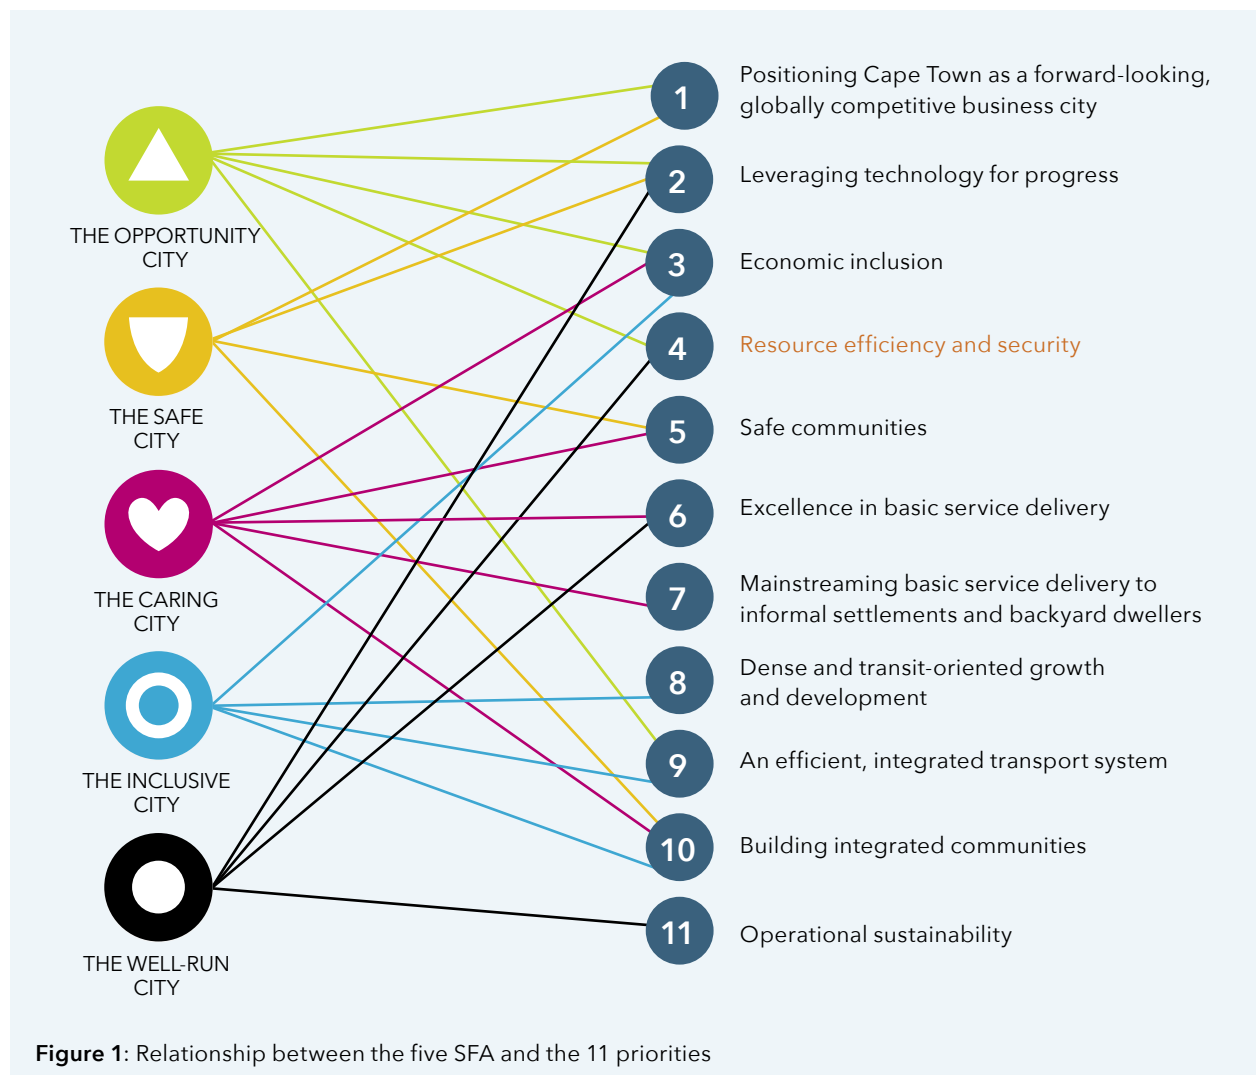 THE OPPORTUNITY
CITY
THE SAFE
CITY
THE CARING
CITY
THE INCLUSIVE
CITY
THE WELL-RUN
CITY
1
Positioning Cape Town as a forward-looking,
globally competitive business city
2
Leveraging technology for progress
3
Economic inclusion
4
Resource efficiency and security
5
Safe communities
6
Excellence in basic service delivery
7
Mainstreaming basic service delivery to
informal settlements and backyard dwellers
8
Dense and transit-oriented growth
and development
9
An efficient, integrated transport system
10
Building integrated communities
11
Operational sustainability
Figure 1: Relationship between the five SFA and the 11 priorities